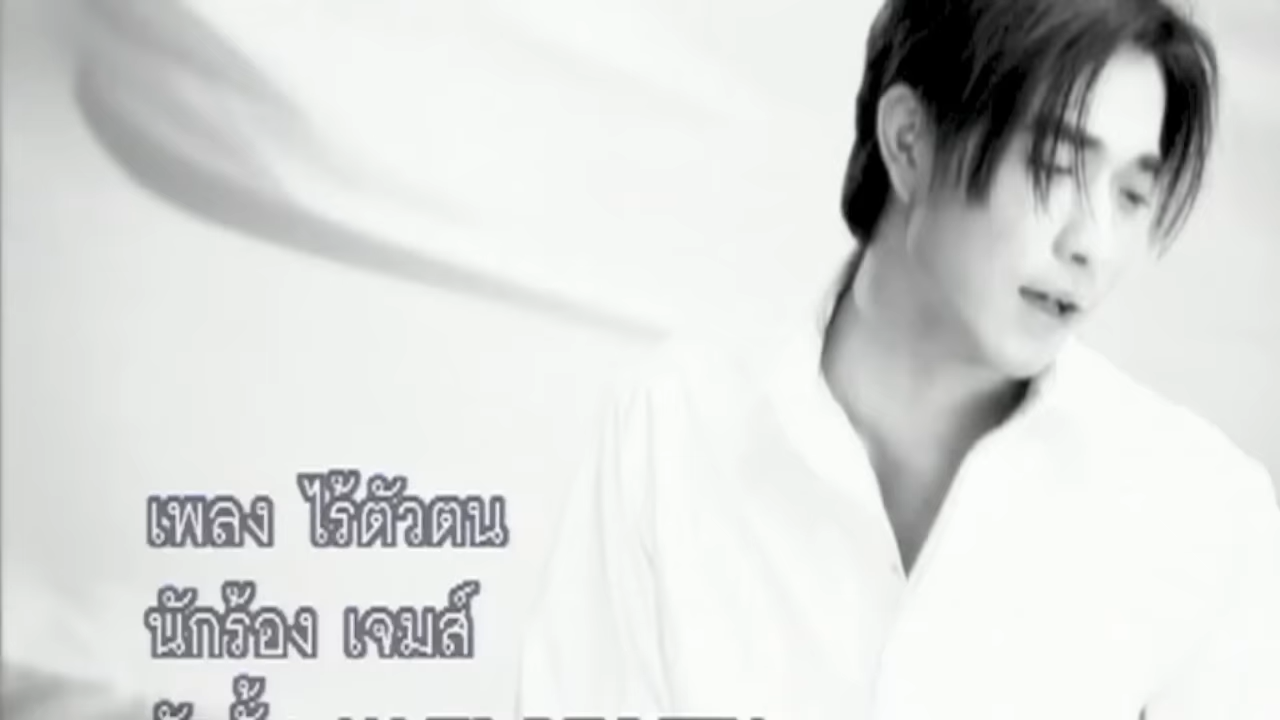 เพลง ไร้ตัวตน
นักร้อง เจมส์